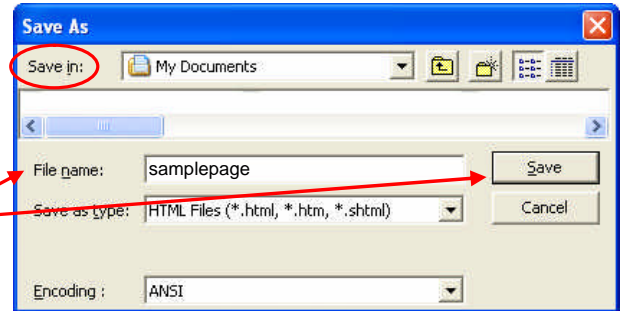 Save As
Save in: My Documents
File name: samplepage Save
Save as type: HTML Files (*.html, *.htm, *.shtml) Cancel
Encoding : ANSI